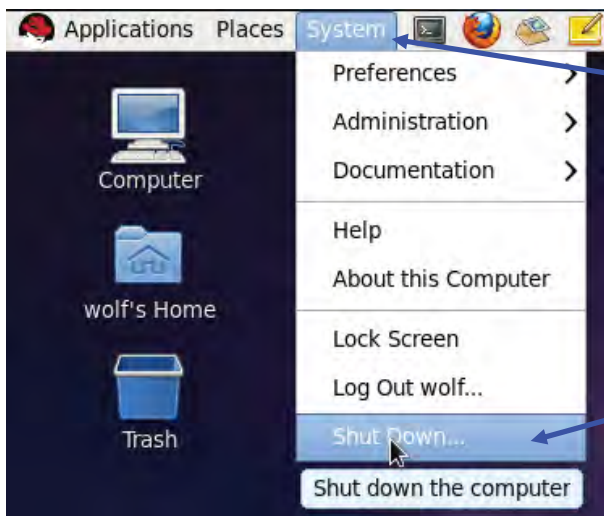 Applications Places System
Preferences
Administration
Computer
Documentation
Help
About this Computer
wolf's Home
Lock Screen
Log Out wolf...
Trash
Shut Down...
Shut down the computer